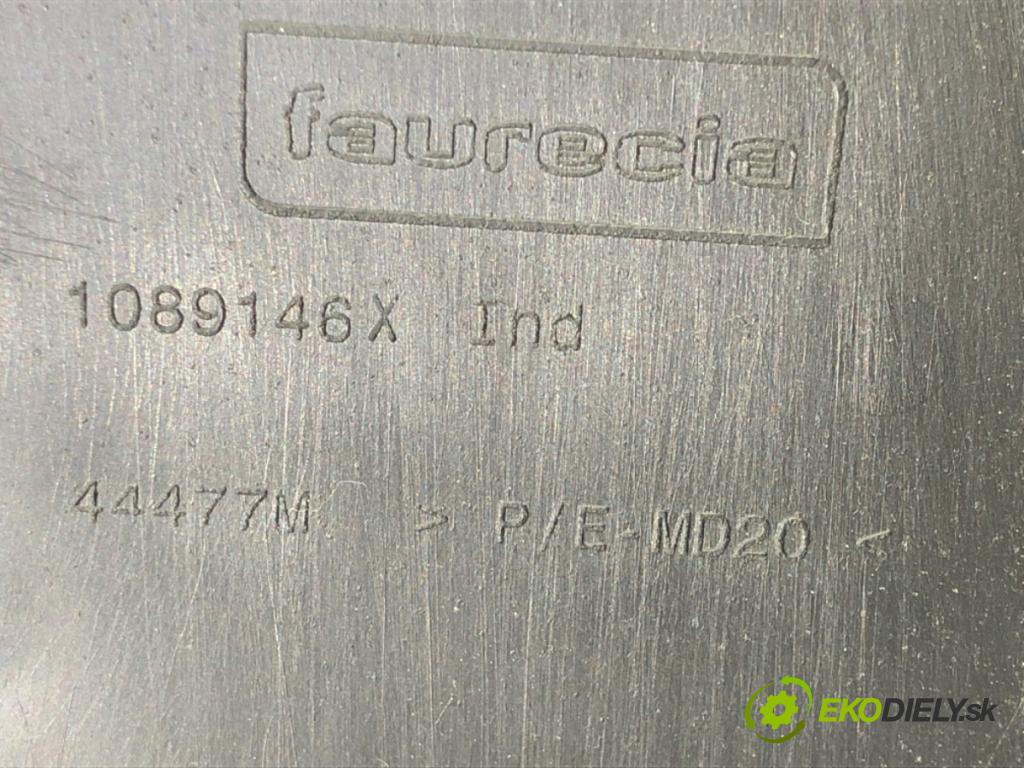 faurecia
1089146X Ind
44477M > P/E-MD20 <
EKODIELY.sk